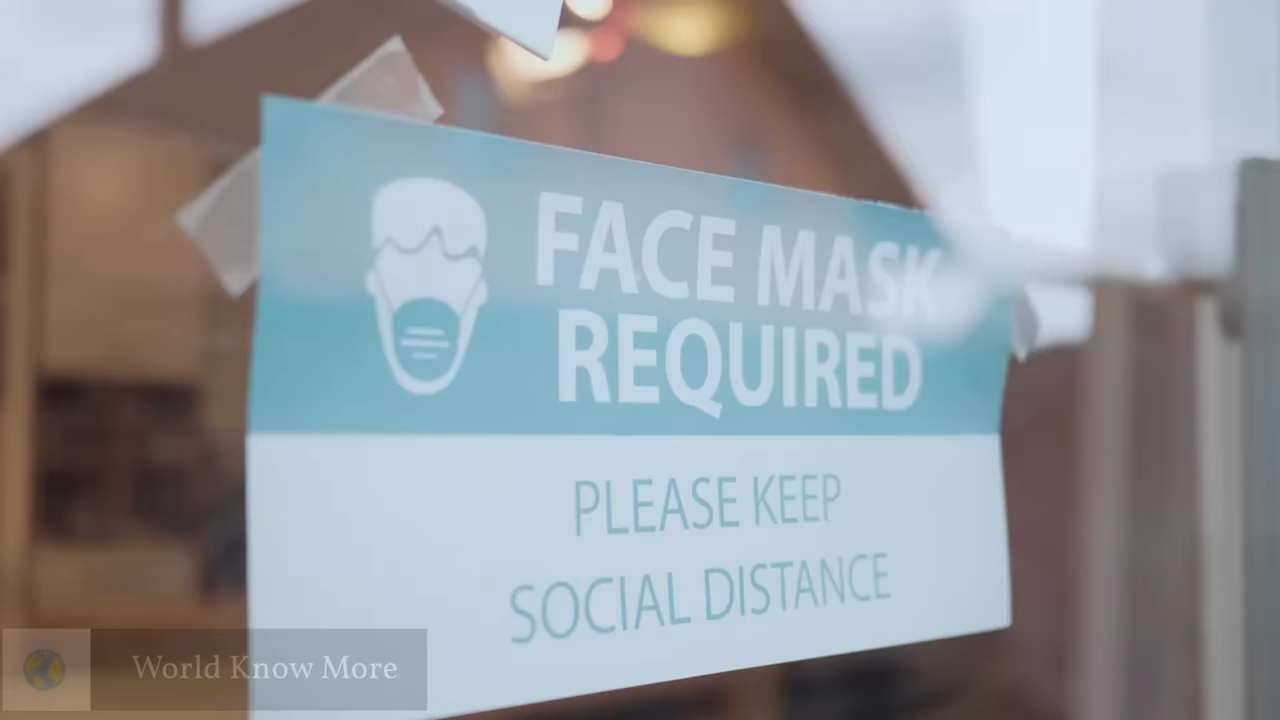 FACE MASK
REQUIRED
PLEASE KEEP
SOCIAL DISTANCE
World Know More